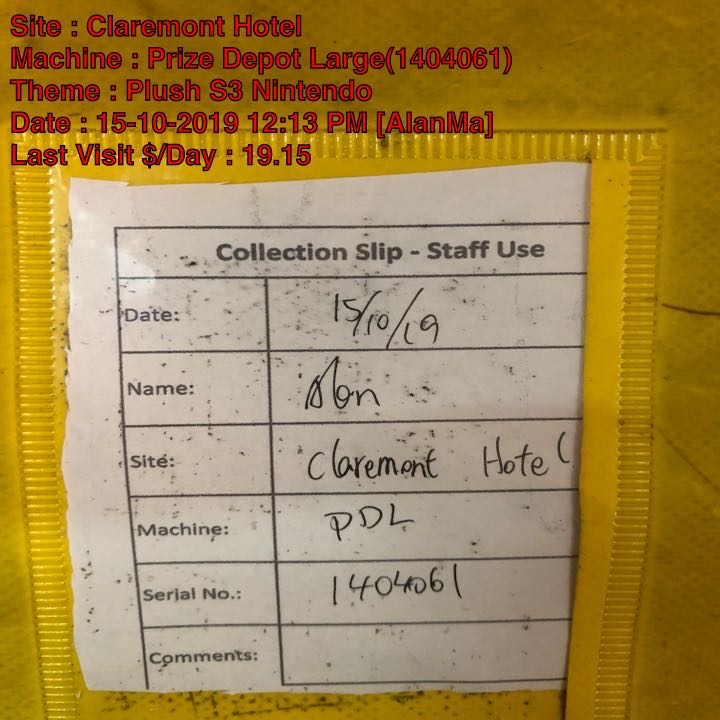 Site : Claremont Hotel
Machine : Prize Depot Large(1404061)
Theme : Plush S3 Nintendo
Date : 15-10-2019 12:13 PM [AlanMa]
Last Visit $/Day : 19.15
Collection Slip - Staff Use
Date: 15/10/19
Name: Alan
Site: Claremont Hotel
Machine: PDL
Serial No.: 1404061
Comments: